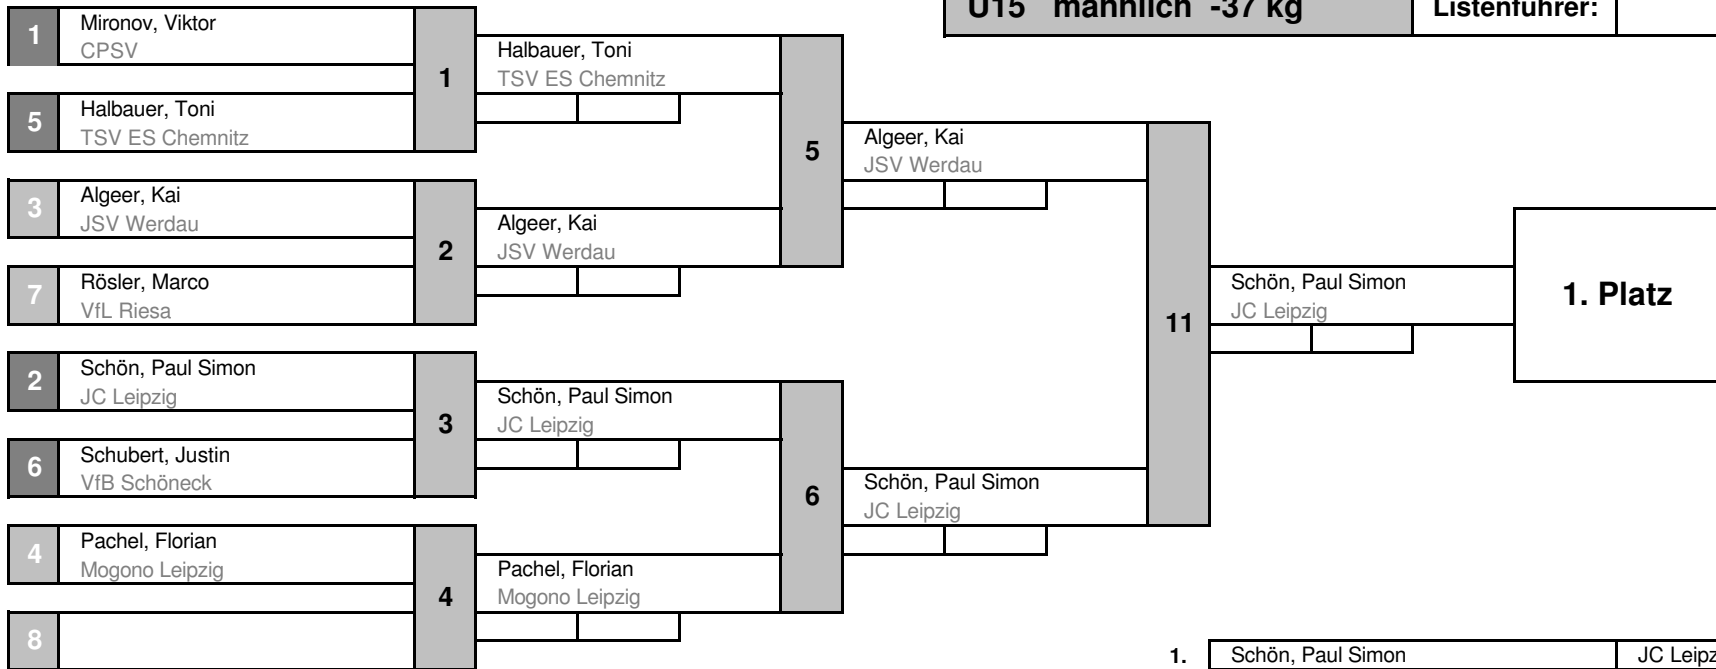 U15 männlich -37 kg
Listenführer:
1
Mironov, Viktor
CPSV
5
Halbauer, Toni
TSV ES Chemnitz
1
Halbauer, Toni
TSV ES Chemnitz
3
Algeer, Kai
JSV Werdau
7
Rösler, Marco
VfL Riesa
2
Algeer, Kai
JSV Werdau
5
Algeer, Kai
JSV Werdau
2
Schön, Paul Simon
JC Leipzig
6
Schubert, Justin
VfB Schöneck
3
Schön, Paul Simon
JC Leipzig
4
Pachel, Florian
Mogono Leipzig
8
4
Pachel, Florian
Mogono Leipzig
6
Schön, Paul Simon
JC Leipzig
11
Schön, Paul Simon
JC Leipzig
1. Platz
1. Schön, Paul Simon JC Leipz